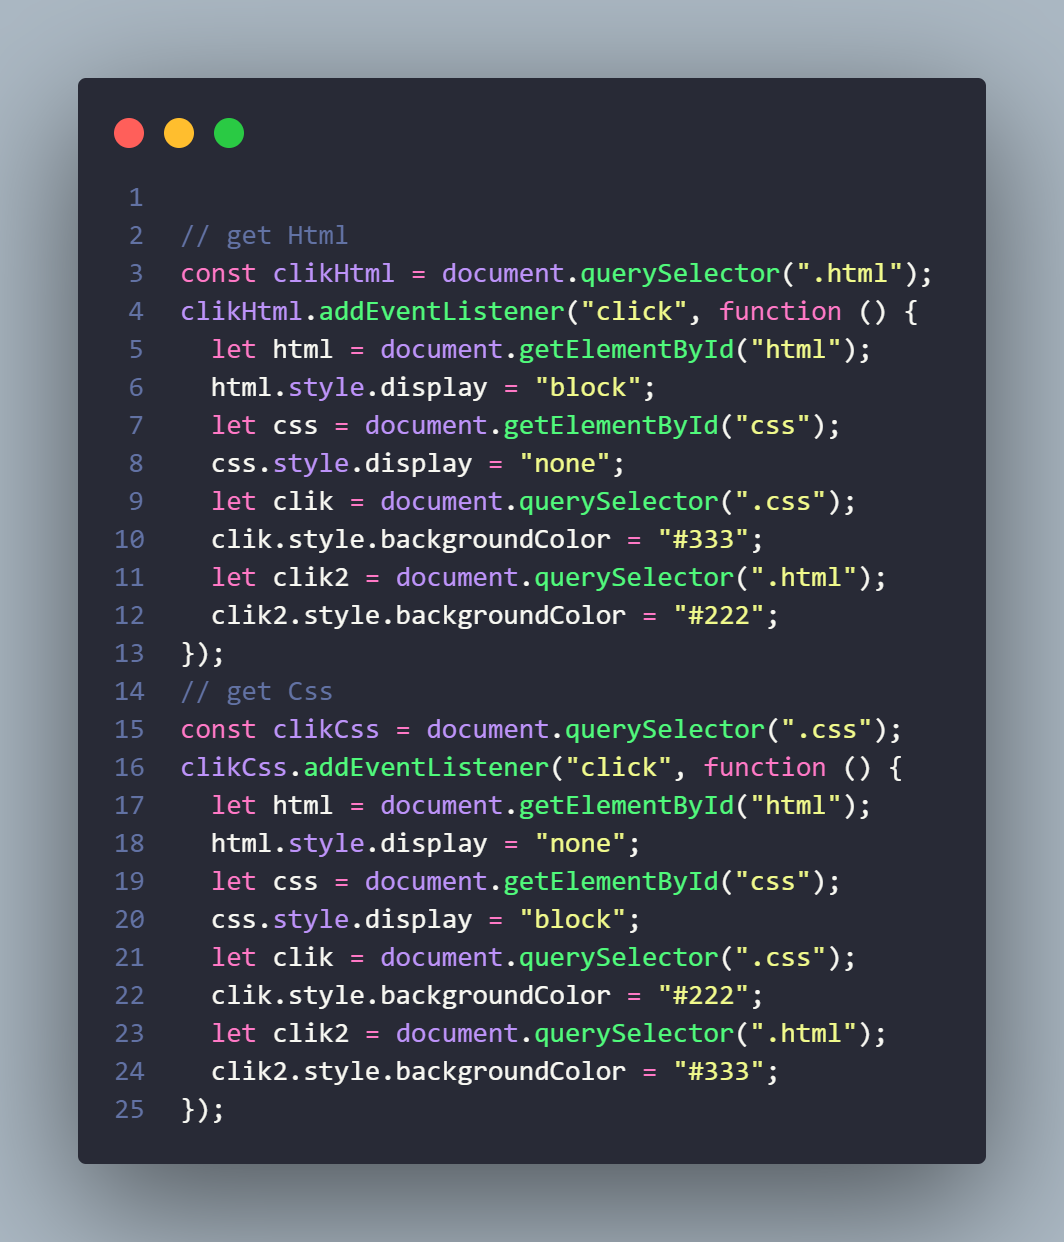 1
2 // get Html
3 const clikHtml = document.querySelector(".html");
4 clikHtml.addEventListener("click", function () {
5   let html = document.getElementById("html");
6   html.style.display = "block";
7   let css = document.getElementById("css");
8   css.style.display = "none";
9   let clik = document.querySelector(".css");
10   clik.style.backgroundColor = "#333";
11   let clik2 = document.querySelector(".html");
12   clik2.style.backgroundColor = "#222";
13 });
14 // get Css
15 const clikCss = document.querySelector(".css");
16 clikCss.addEventListener("click", function () {
17   let html = document.getElementById("html");
18   html.style.display = "none";
19   let css = document.getElementById("css");
20   css.style.display = "block";
21   let clik = document.querySelector(".css");
22   clik.style.backgroundColor = "#222";
23   let clik2 = document.querySelector(".html");
24   clik2.style.backgroundColor = "#333";
25 });